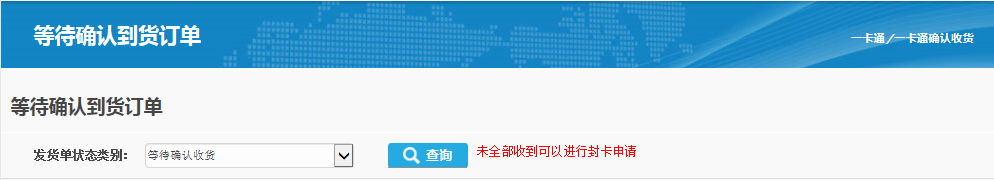 等待确认到货订单
一卡通/一卡通确认收货
等待确认到货订单
发货单状态类别： 等待确认收货 查询 未全部收到可以进行封卡申请